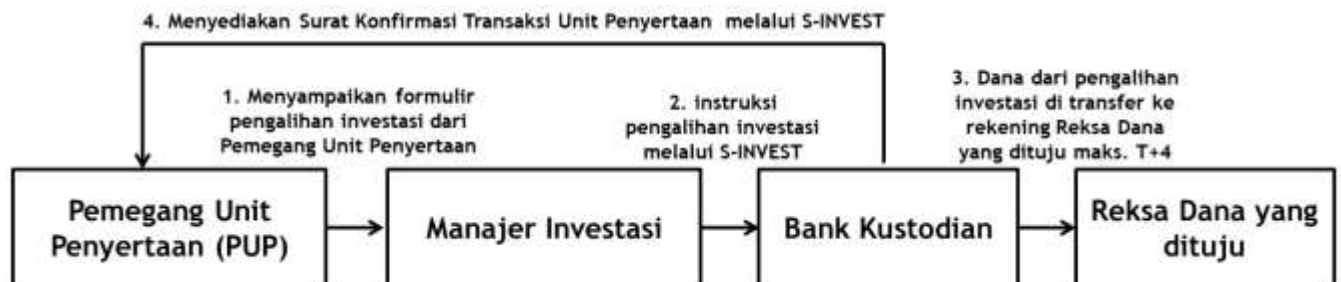 4. Menyediakan Surat Konfirmasi Transaksi Unit Penyertaan melalui S-INVEST
1. Menyampaikan formulir
pengalihan investasi dari
Pemegang Unit Penyertaan
2. instruksi
pengalihan investasi
melalui S-INVEST
3. Dana dari pengalihan
investasi di transfer ke
rekening Reksa Dana
yang dituju maks. T+4
Pemegang Unit
Penyertaan (PUP)
Manajer Investasi
Bank Kustodian
Reksa Dana yang
dituju